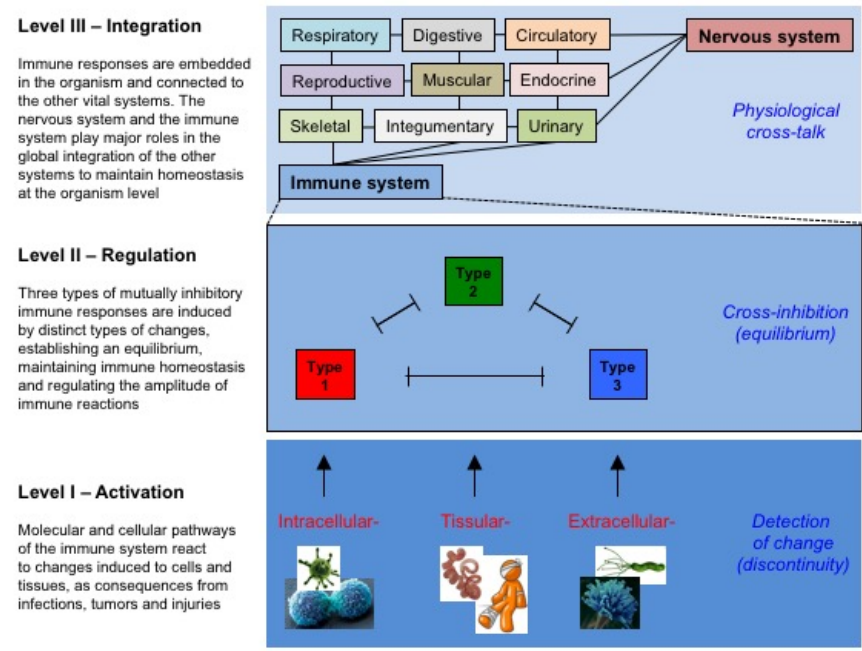 Level III – Integration
Immune responses are embedded
in the organism and connected to
the other vital systems. The
nervous system and the immune
system play major roles in the
global integration of the other
systems to maintain homeostasis
at the organism level
Respiratory
Digestive
Circulatory
Nervous system
Reproductive
Muscular
Endocrine
Skeletal
Integumentary
Urinary
Immune system
Physiological
cross-talk
Level II – Regulation
Three types of mutually inhibitory
immune responses are induced
by distinct types of changes,
establishing an equilibrium,
maintaining immune homeostasis
and regulating the amplitude of
immune reactions
Type
2
Type
1
Type
3
Cross-inhibition
(equilibrium)
Level I – Activation
Molecular and cellular pathways
of the immune system react
to changes induced to cells and
tissues, as consequences from
infections, tumors and injuries
Intracellular-
Tissular-
Extracellular-
Detection
of change
(discontinuity)